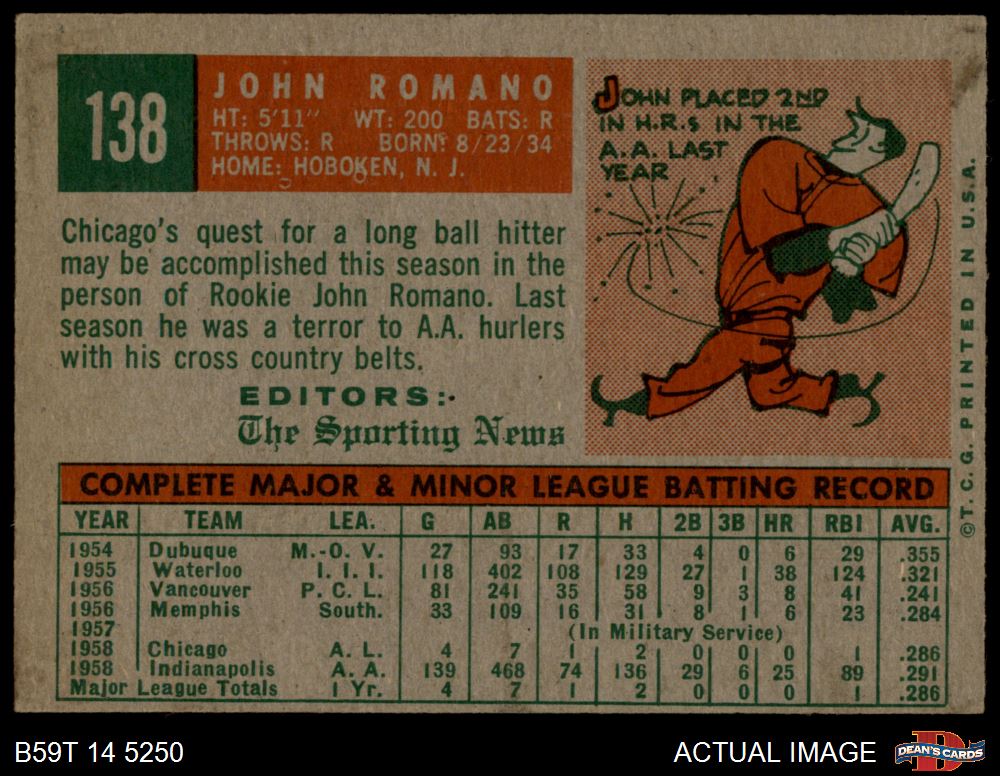 138
JOHN ROMANO
HT: 5'11" WT: 200 BATS: R
THROWS: R BORN: 8/23/34
HOME: HOBOKEN, N. J.
JOHN PLACED 2ND
IN H.R.s IN THE
A.A. LAST
YEAR
Chicago's quest for a long ball hitter
may be accomplished this season in the
person of Rookie John Romano. Last
season he was a terror to A.A. hurlers
with his cross country belts.
EDITORS:
The Sporting News
COMPLETE MAJOR & MINOR LEAGUE BATTING RECORD
YEAR TEAM LEA. G AB R H 2B 3B HR RBI AVG.
1954 Dubuque M.-O. V. 27 93 17 33 4 0 6 29 .355
1955 Waterloo I. I. I. 118 402 108 129 27 1 38 124 .321
1956 Vancouver P. C. L. 81 241 35 58 9 3 8 41 .241
1956 Memphis South. 33 109 16 31 8 1 6 23 .284
1957 (In Military Service)
1958 Chicago A. L. 4 7 1 2 0 0 0 1 .286
1958 Indianapolis A. A. 139 468 74 136 29 6 25 89 .291
Major League Totals 1 Yr. 4 7 1 2 0 0 0 1 .286
©T. C. G. PRINTED IN U.S.A.
B59T 14 5250
ACTUAL IMAGE
D
DEAN'S CARDS